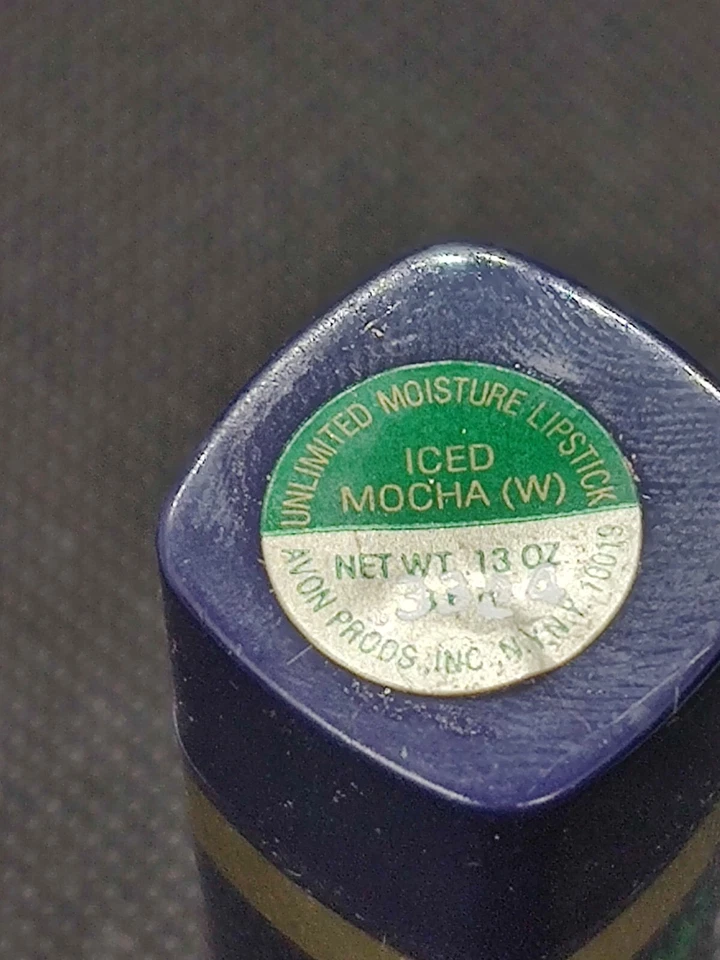 UNLIMITED MOISTURE LIPSTICK
ICED
MOCHA (W)
NET WT. .13 OZ
AVON PRODS., INC., N.Y.N.Y. 10019